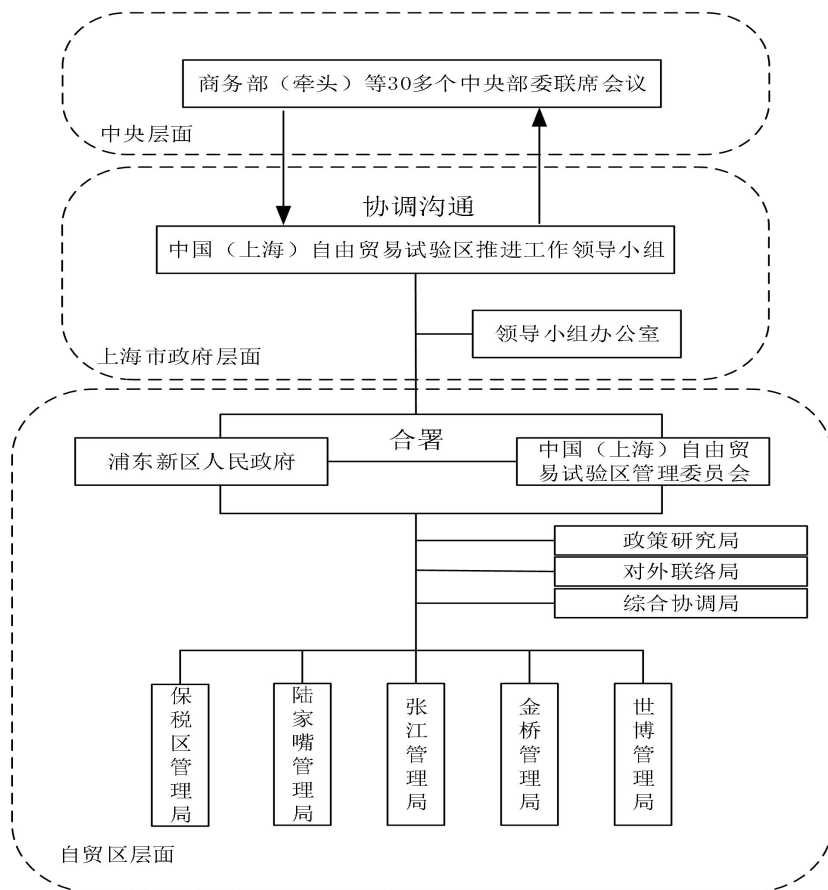 商务部（牵头）等30多个中央部委联席会议
中央层面
协调沟通
中国（上海）自由贸易试验区推进工作领导小组
领导小组办公室
上海市政府层面
合署
浦东新区人民政府
中国（上海）自由贸
易试验区管理委员会
政策研究局
对外联络局
综合协调局
保税区管理局
陆家嘴管理局
张江管理局
金桥管理局
世博管理局
自贸区层面